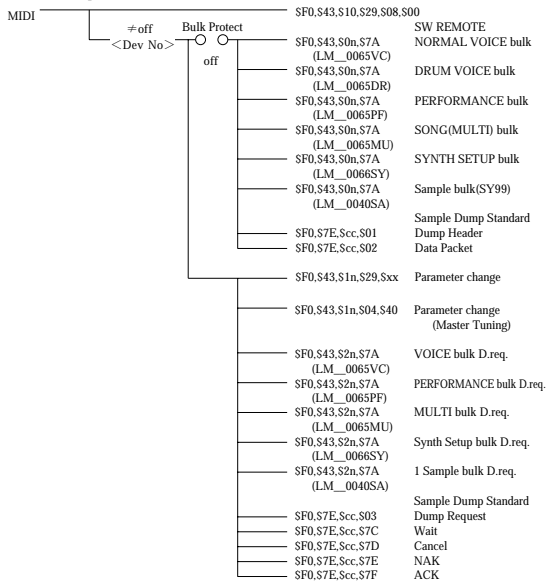 MIDI
$F0,$43,$10,$29,$08,$00
SW REMOTE
≠off
<Dev No>
Bulk Protect
off
$F0,$43,$0n,$7A NORMAL VOICE bulk
(LM__0065VC)
$F0,$43,$0n,$7A DRUM VOICE bulk
(LM__0065DR)
$F0,$43,$0n,$7A PERFORMANCE bulk
(LM__0065PF)
$F0,$43,$0n,$7A SONG(MULTI) bulk
(LM__0065MU)
$F0,$43,$0n,$7A SYNTH SETUP bulk
(LM__0066SY)
$F0,$43,$0n,$7A Sample bulk(SY99)
(LM__0040SA)
Sample Dump Standard
$F0,$7E,$cc,$01 Dump Header
$F0,$7E,$cc,$02 Data Packet
$F0,$43,$1n,$29,$xx Parameter change
$F0,$43,$1n,$04,$40 Parameter change
(Master Tuning)
$F0,$43,$2n,$7A VOICE bulk D.req.
(LM__0065VC)
$F0,$43,$2n,$7A PERFORMANCE bulk D.req.
(LM__0065PF)
$F0,$43,$2n,$7A MULTI bulk D.req.
(LM__0065MU)
$F0,$43,$2n,$7A Synth Setup bulk D.req.
(LM__0066SY)
$F0,$43,$2n,$7A 1 Sample bulk D.req.
(LM__0040SA)
Sample Dump Standard
$F0,$7E,$cc,$03 Dump Request
$F0,$7E,$cc,$7C Wait
$F0,$7E,$cc,$7D Cancel
$F0,$7E,$cc,$7E NAK
$F0,$7E,$cc,$7F ACK